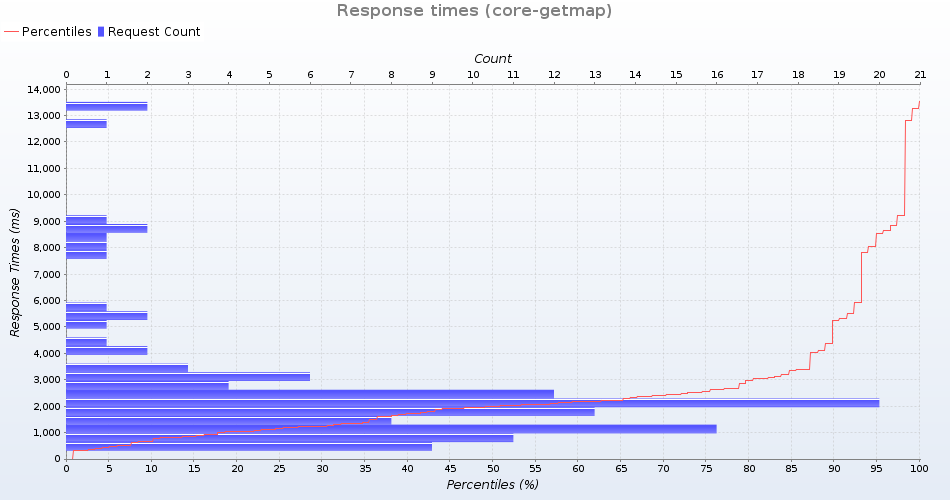 Response times (core-getmap)
Percentiles Request Count
Count
0 1 2 3 4 5 6 7 8 9 10 11 12 13 14 15 16 17 18 19 20 21
14,000
13,000
12,000
11,000
10,000
9,000
8,000
7,000
6,000
5,000
4,000
3,000
2,000
1,000
0
Response Times (ms)
0 5 10 15 20 25 30 35 40 45 50 55 60 65 70 75 80 85 90 95 100
Percentiles (%)